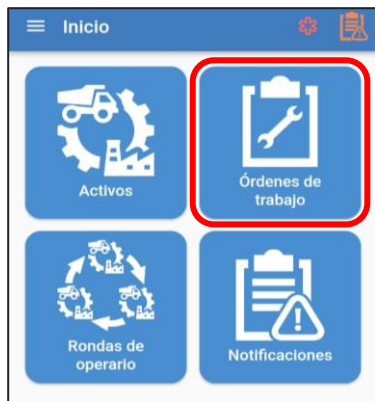 Inicio
Activos
Órdenes de
trabajo
Rondas de
operario
Notificaciones